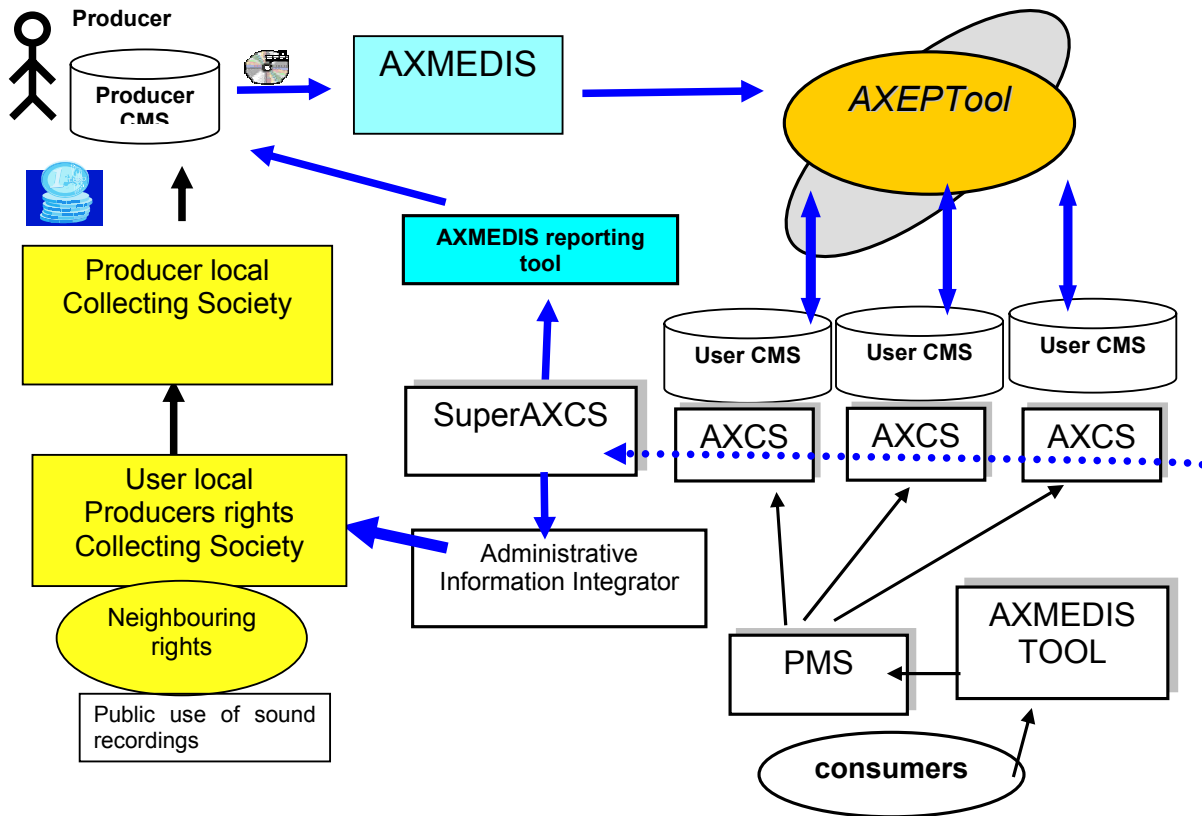 Producer
Producer
CMS
AXMEDIS
AXEPTool
AXMEDIS reporting
tool
Producer local
Collecting Society
User CMS
User CMS
User CMS
SuperAXCS
AXCS
AXCS
AXCS
User local
Producers rights
Collecting Society
Administrative
Information Integrator
Neighbouring
rights
AXMEDIS
TOOL
PMS
Public use of sound
recordings
consumers